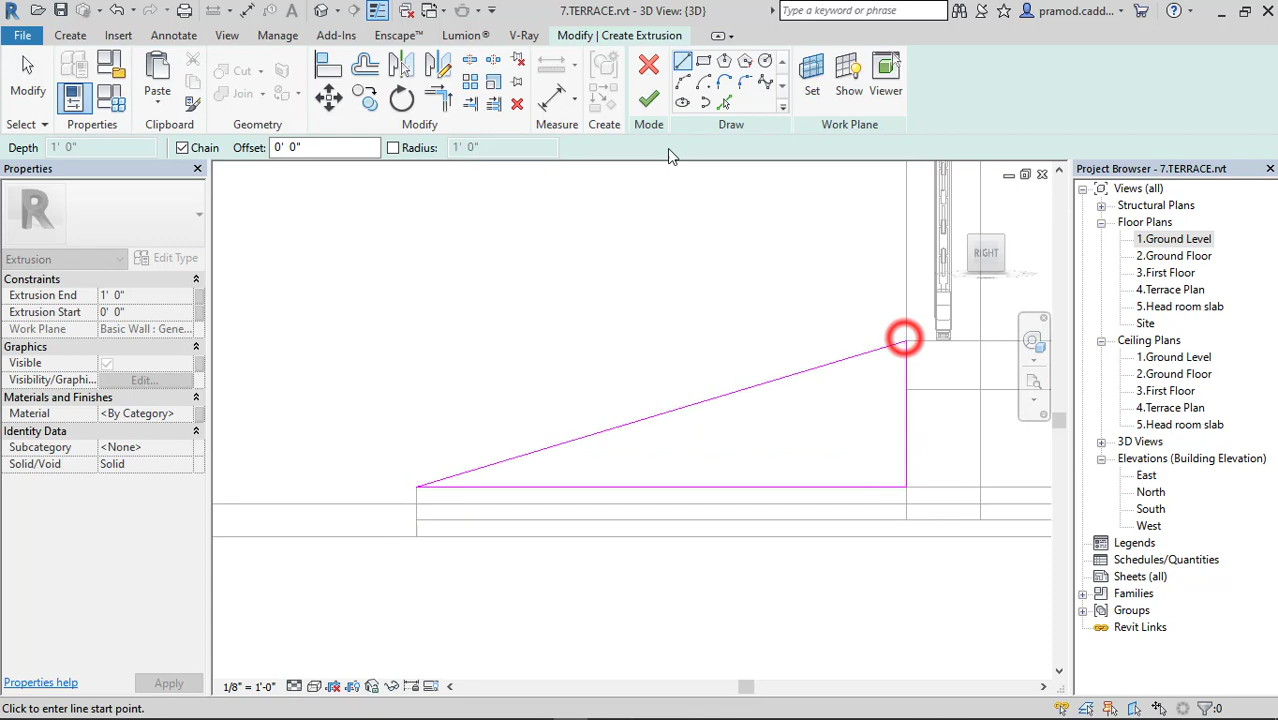 7.TERRACE.rvt - 3D View: {3D}
Type a keyword or phrase
pramod.cadd...
File
Create
Insert
Annotate
View
Manage
Add-Ins
Enscape™
Lumion®
V-Ray
Modify | Create Extrusion
Modify
Paste
Cut
Join
Set
Show
Viewer
Select
Properties
Clipboard
Geometry
Modify
Measure
Create
Mode
Draw
Work Plane
Depth
1' 0"
Chain
Offset:
0' 0"
Radius:
1' 0"
Properties
R
Extrusion
Edit Type
Constraints
Extrusion End
1' 0"
Extrusion Start
0' 0"
Work Plane
Basic Wall : Gene...
Graphics
Visible
Visibility/Graphi...
Edit...
Materials and Finishes
Material
<By Category>
Identity Data
Subcategory
<None>
Solid/Void
Solid
Properties help
Apply
RIGHT
1/8" = 1'-0"
Project Browser - 7.TERRACE.rvt
Views (all)
Structural Plans
Floor Plans
1.Ground Level
2.Ground Floor
3.First Floor
4.Terrace Plan
5.Head room slab
Site
Ceiling Plans
1.Ground Level
2.Ground Floor
3.First Floor
4.Terrace Plan
5.Head room slab
3D Views
Elevations (Building Elevation)
East
North
South
West
Legends
Schedules/Quantities
Sheets (all)
Families
Groups
Revit Links
Click to enter line start point.
:0